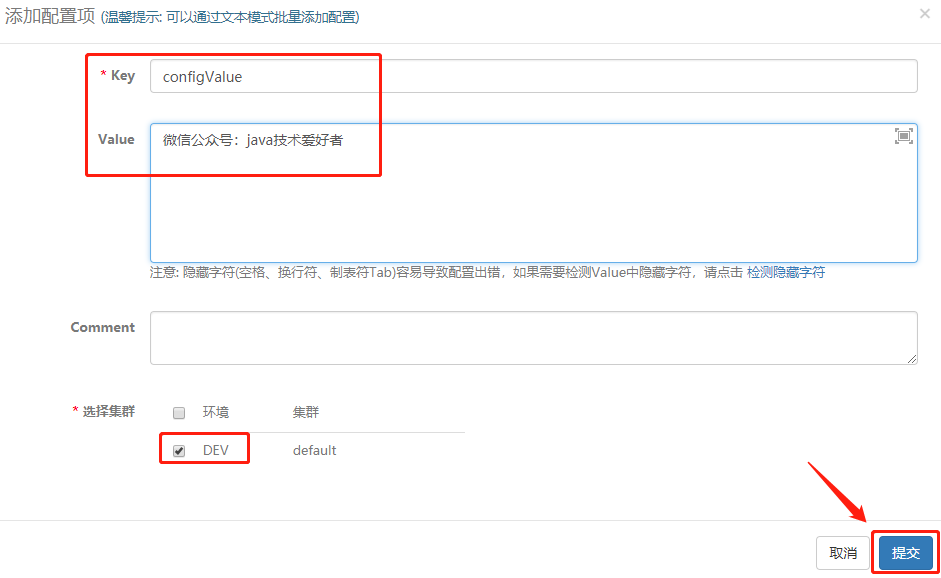 添加配置项 (温馨提示: 可以通过文本模式批量添加配置)
×
* Key configValue
Value 微信公众号：java技术爱好者
注意: 隐藏字符(空格、换行符、制表符Tab)容易导致配置出错，如果需要检测Value中隐藏字符，请点击 检测隐藏字符
Comment
* 选择集群 环境 集群
DEV default
取消 提交